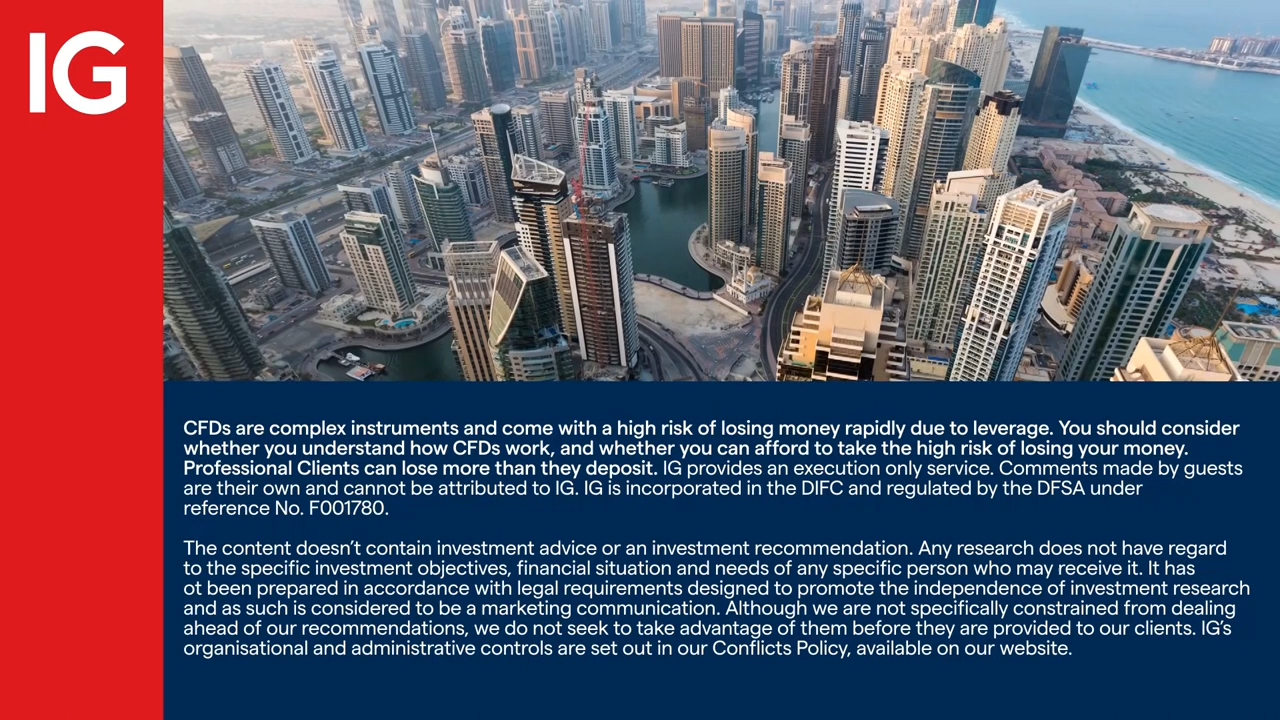 IG
CFDs are complex instruments and come with a high risk of losing money rapidly due to leverage. You should consider
whether you understand how CFDs work, and whether you can afford to take the high risk of losing your money.
Professional Clients can lose more than they deposit. IG provides an execution only service. Comments made by guests
are their own and cannot be attributed to IG. IG is incorporated in the DIFC and regulated by the DFSA under
reference No. F001780.
The content doesn’t contain investment advice or an investment recommendation. Any research does not have regard
to the specific investment objectives, financial situation and needs of any specific person who may receive it. It has
ot been prepared in accordance with legal requirements designed to promote the independence of investment research
and as such is considered to be a marketing communication. Although we are not specifically constrained from dealing
ahead of our recommendations, we do not seek to take advantage of them before they are provided to our clients. IG’s
organisational and administrative controls are set out in our Conflicts Policy, available on our website.